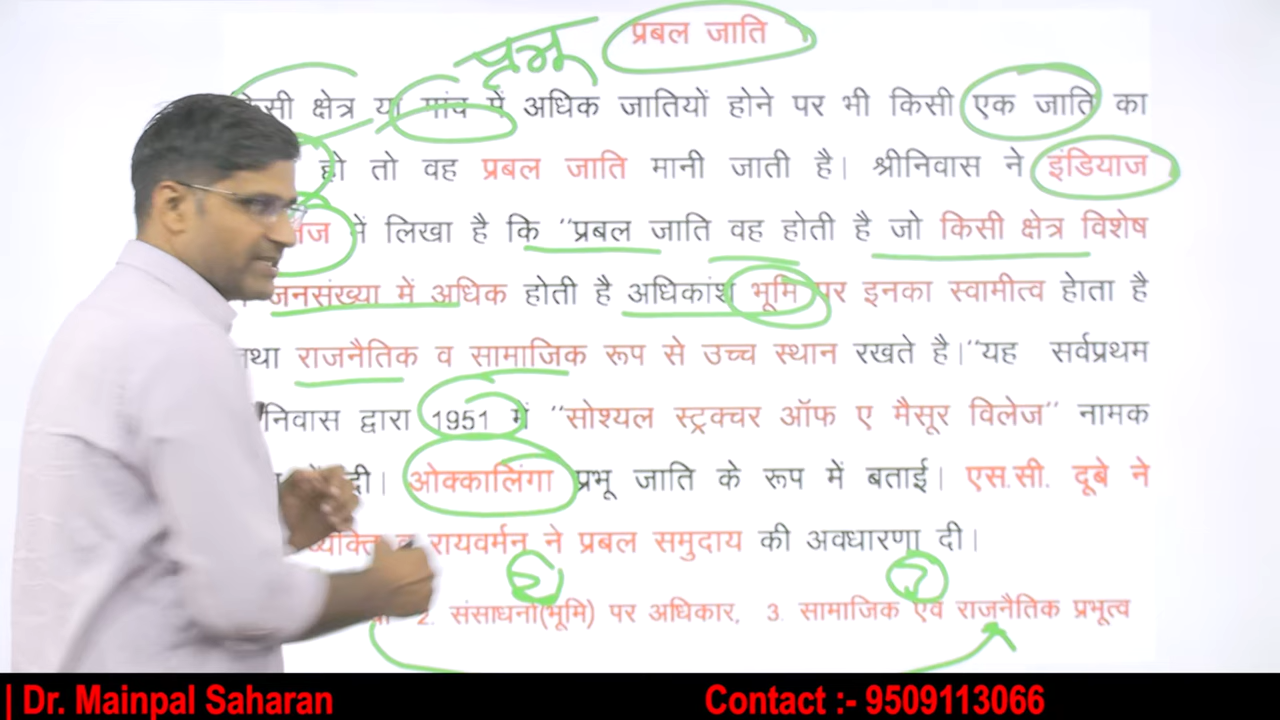 प्रबल जाति
प्रभू
किसी क्षेत्र या गांव में अधिक जातियों होने पर भी किसी एक जाति का
हो तो वह प्रबल जाति मानी जाती है। श्रीनिवास ने इंडियाज
में लिखा है कि ''प्रबल जाति वह होती है जो किसी क्षेत्र विशेष
जनसंख्या में अधिक होती है अधिकांश भूमि पर इनका स्वामीत्व हेाता है
तथा राजनैतिक व सामाजिक रूप से उच्च स्थान रखते है।''यह सर्वप्रथम
निवास द्वारा 1951 में ''सोश्यल स्ट्रक्चर ऑफ ए मैसूर विलेज'' नामक
दी। ओक्कालिंगा प्रभू जाति के रूप में बताई। एस.सी. दूबे ने
व्यक्ति व रायवर्मन ने प्रबल समुदाय की अवधारणा दी।
2. संसाधनों(भूमि) पर अधिकार, 3. सामाजिक एवं राजनैतिक प्रभूत्व
| Dr. Mainpal Saharan
Contact :- 9509113066